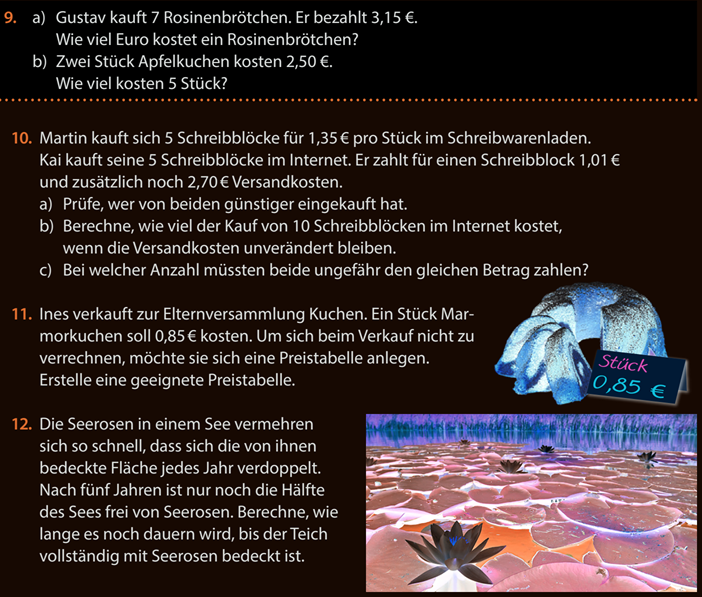 9. a) Gustav kauft 7 Rosinenbrötchen. Er bezahlt 3,15 €.
Wie viel Euro kostet ein Rosinenbrötchen?
b) Zwei Stück Apfelkuchen kosten 2,50 €.
Wie viel kosten 5 Stück?
10. Martin kauft sich 5 Schreibblöcke für 1,35 € pro Stück im Schreibwarenladen.
Kai kauft seine 5 Schreibblöcke im Internet. Er zahlt für einen Schreibblock 1,01 €
und zusätzlich noch 2,70 € Versandkosten.
a) Prüfe, wer von beiden günstiger eingekauft hat.
b) Berechne, wie viel der Kauf von 10 Schreibblöcken im Internet kostet,
wenn die Versandkosten unverändert bleiben.
c) Bei welcher Anzahl müssten beide ungefähr den gleichen Betrag zahlen?
11. Ines verkauft zur Elternversammlung Kuchen. Ein Stück Mar-
morkuchen soll 0,85 € kosten. Um sich beim Verkauf nicht zu
verrechnen, möchte sie sich eine Preistabelle anlegen.
Erstelle eine geeignete Preistabelle.
Stück
0,85 €
12. Die Seerosen in einem See vermehren
sich so schnell, dass sich die von ihnen
bedeckte Fläche jedes Jahr verdoppelt.
Nach fünf Jahren ist nur noch die Hälfte
des Sees frei von Seerosen. Berechne, wie
lange es noch dauern wird, bis der Teich
vollständig mit Seerosen bedeckt ist.